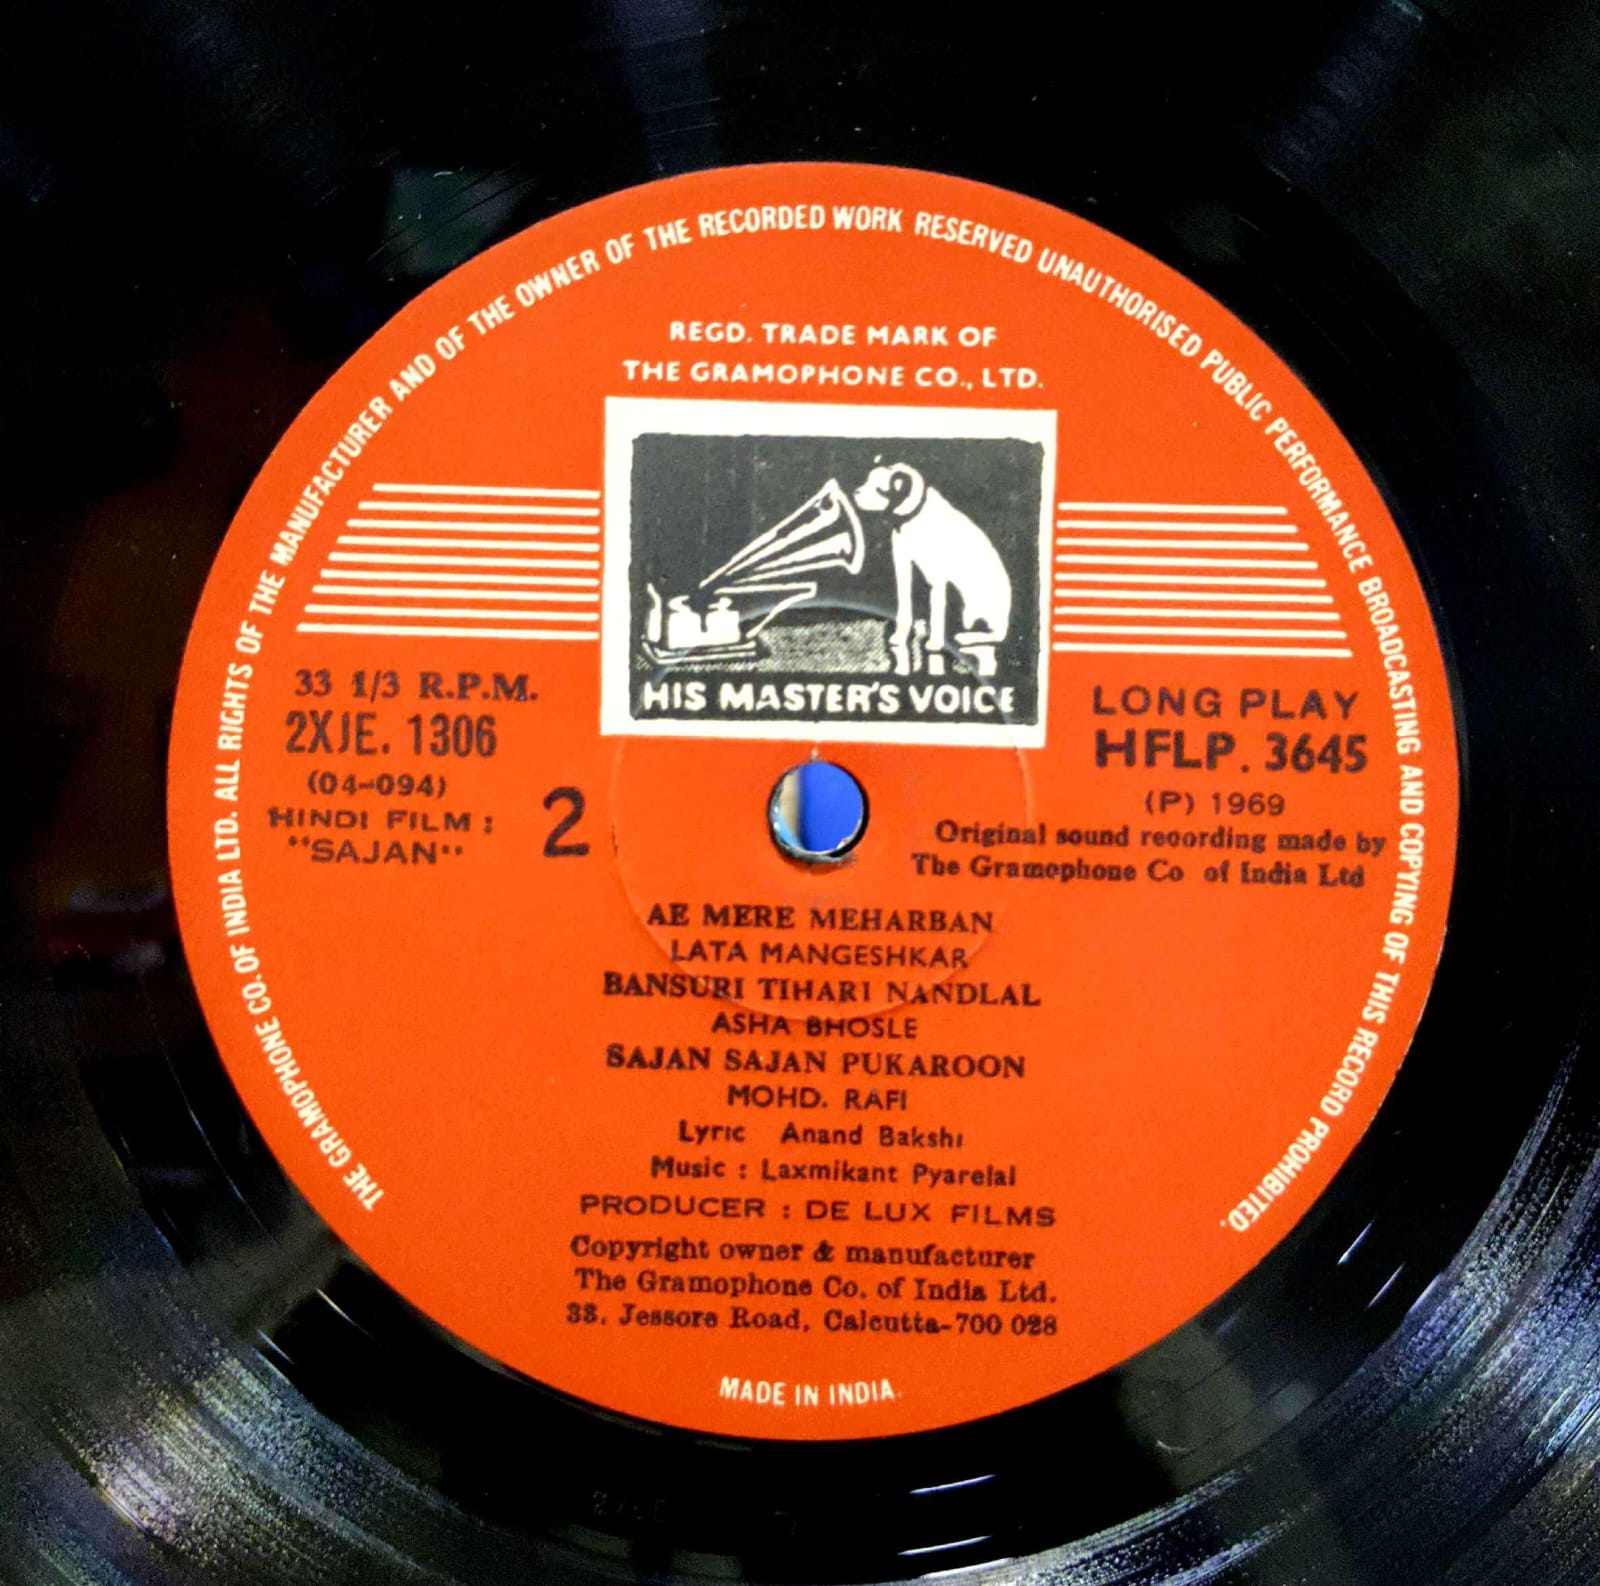 THE GRAMOPHONE CO. OF INDIA LTD. ALL RIGHTS OF THE MANUFACTURER AND OF THE OWNER OF THE RECORDED WORK RESERVED UNAUTHORISED PUBLIC PERFORMANCE BROADCASTING AND COPYING OF THIS RECORD PROHIBITED.
REGD. TRADE MARK OF
THE GRAMOPHONE CO., LTD.
HIS MASTER'S VOICE
33 1/3 R.P.M.
2XJE. 1306
(04-094)
HINDI FILM :
"SAJAN"
2
LONG PLAY
HFLP. 3645
(P) 1969
Original sound recording made by
The Gramophone Co of India Ltd
AE MERE MEHARBAN
LATA MANGESHKAR
BANSURI TIHARI NANDLAL
ASHA BHOSLE
SAJAN SAJAN PUKAROON
MOHD. RAFI
Lyric Anand Bakshi
Music : Laxmikant Pyarelal
PRODUCER : DE LUX FILMS
Copyright owner & manufacturer
The Gramophone Co. of India Ltd.
33, Jessore Road, Calcutta-700 028
MADE IN INDIA.